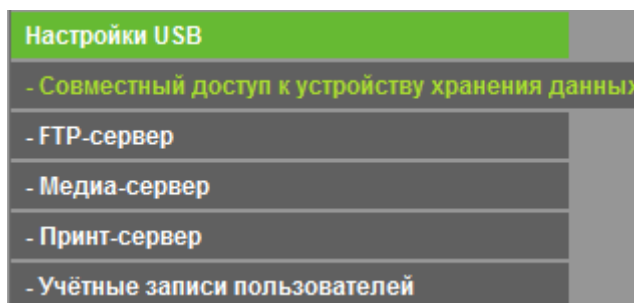 Настройки USB
- Совместный доступ к устройству хранения данных
- FTP-сервер
- Медиа-сервер
- Принт-сервер
- Учётные записи пользователей